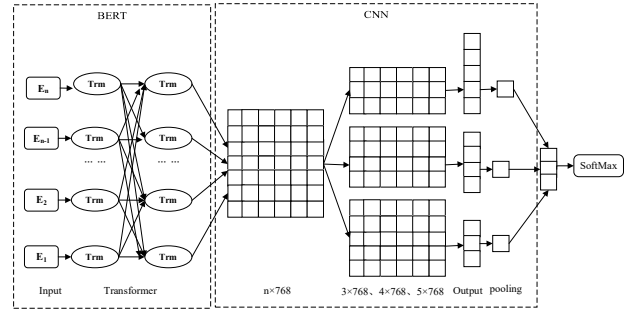 BERT
CNN
Eₙ
Trm
Trm
Eₙ₋₁
Trm
Trm
... ...
... ...
E₂
Trm
Trm
E₁
Trm
Trm
SoftMax
Input
Transformer
n×768
3×768、4×768、5×768
Output
pooling